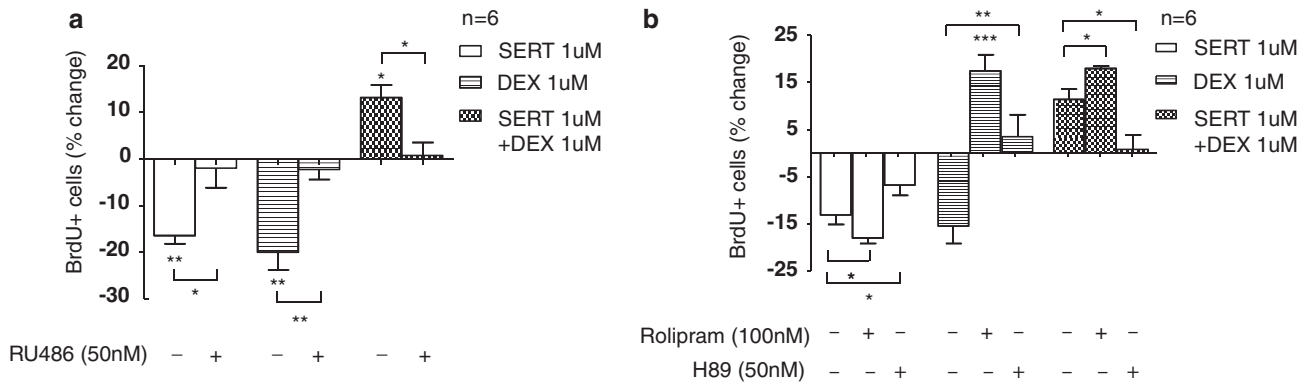 a
n=6
SERT 1uM
DEX 1uM
SERT 1uM
+DEX 1uM
BrdU+ cells (% change)
20
10
0
-10
-20
-30
*
*
**
*
**
**
RU486 (50nM) – + – + – +
b
n=6
SERT 1uM
DEX 1uM
SERT 1uM
+DEX 1uM
BrdU+ cells (% change)
25
15
5
-5
-15
-25
**
***
*
*
*
*
Rolipram (100nM) – + – – + – – + –
H89 (50nM) – – + – – + – – +